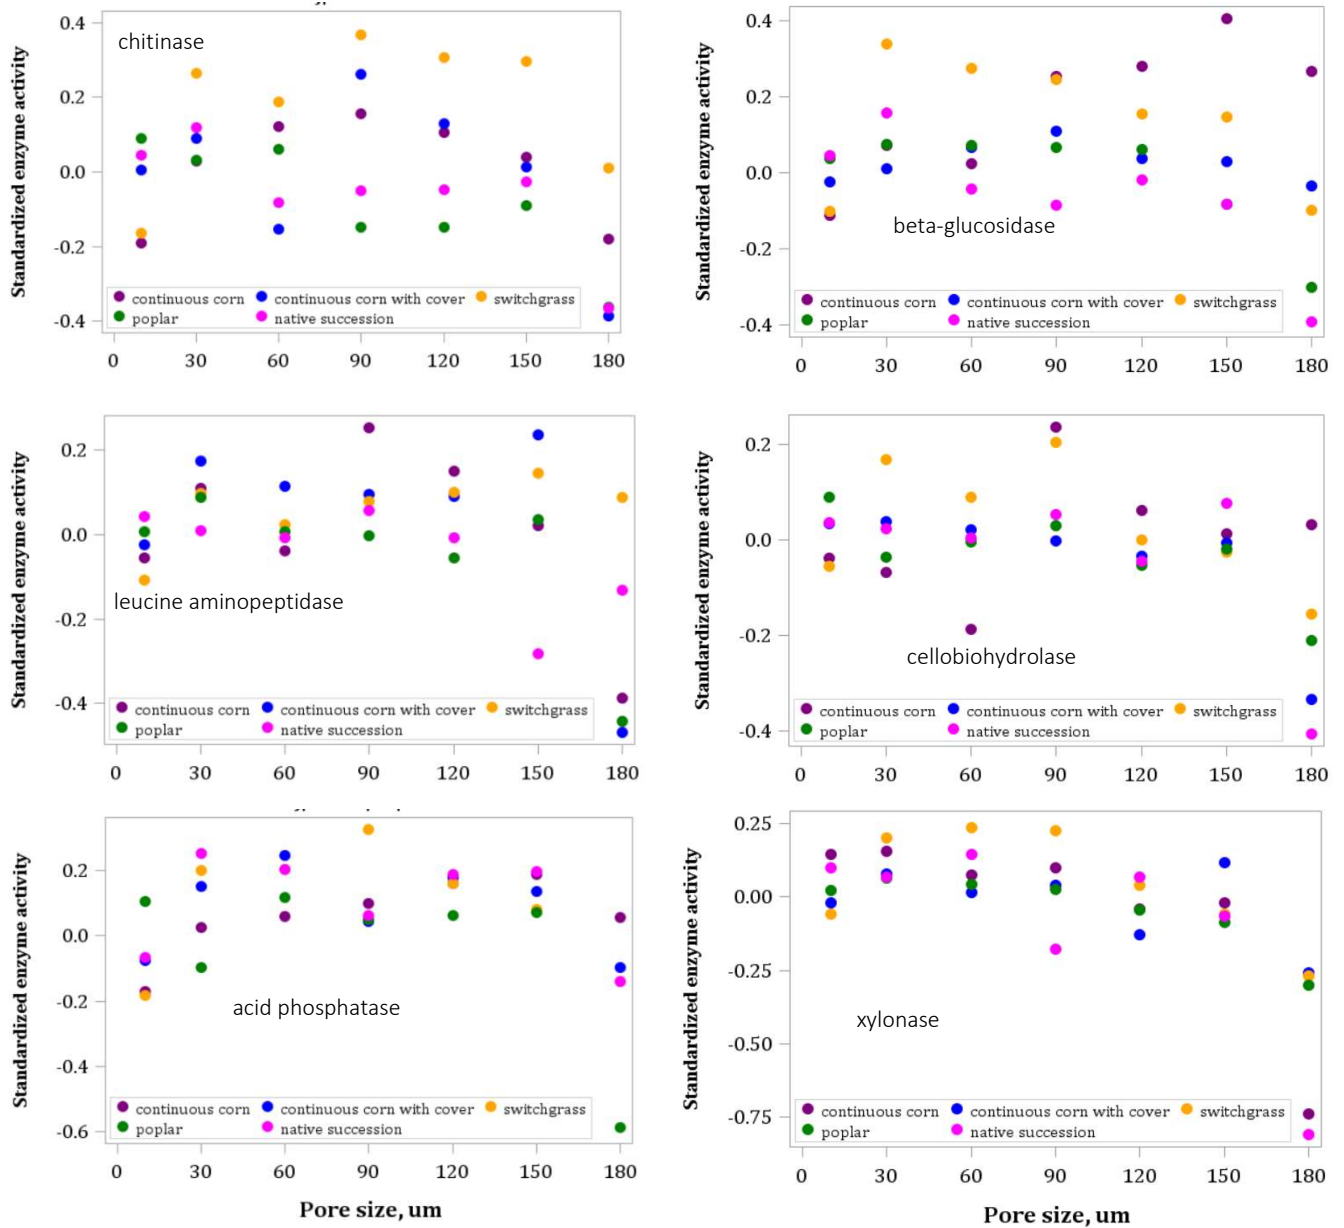 chitinase
Standardized enzyme activity
0.4
0.2
0.0
-0.2
-0.4
continuous corn continuous corn with cover switchgrass
poplar native succession
0 30 60 90 120 150 180
beta-glucosidase
Standardized enzyme activity
0.4
0.2
0.0
-0.2
-0.4
continuous corn continuous corn with cover switchgrass
poplar native succession
0 30 60 90 120 150 180
leucine aminopeptidase
Standardized enzyme activity
0.2
0.0
-0.2
-0.4
continuous corn continuous corn with cover switchgrass
poplar native succession
0 30 60 90 120 150 180
cellobiohydrolase
Standardized enzyme activity
0.2
0.0
-0.2
-0.4
continuous corn continuous corn with cover switchgrass
poplar native succession
0 30 60 90 120 150 180
acid phosphatase
Standardized enzyme activity
0.2
0.0
-0.2
-0.4
-0.6
continuous corn continuous corn with cover switchgrass
poplar native succession
0 30 60 90 120 150 180
Pore size, um
xylonase
Standardized enzyme activity
0.25
0.00
-0.25
-0.50
-0.75
continuous corn continuous corn with cover switchgrass
poplar native succession
0 30 60 90 120 150 180
Pore size, um